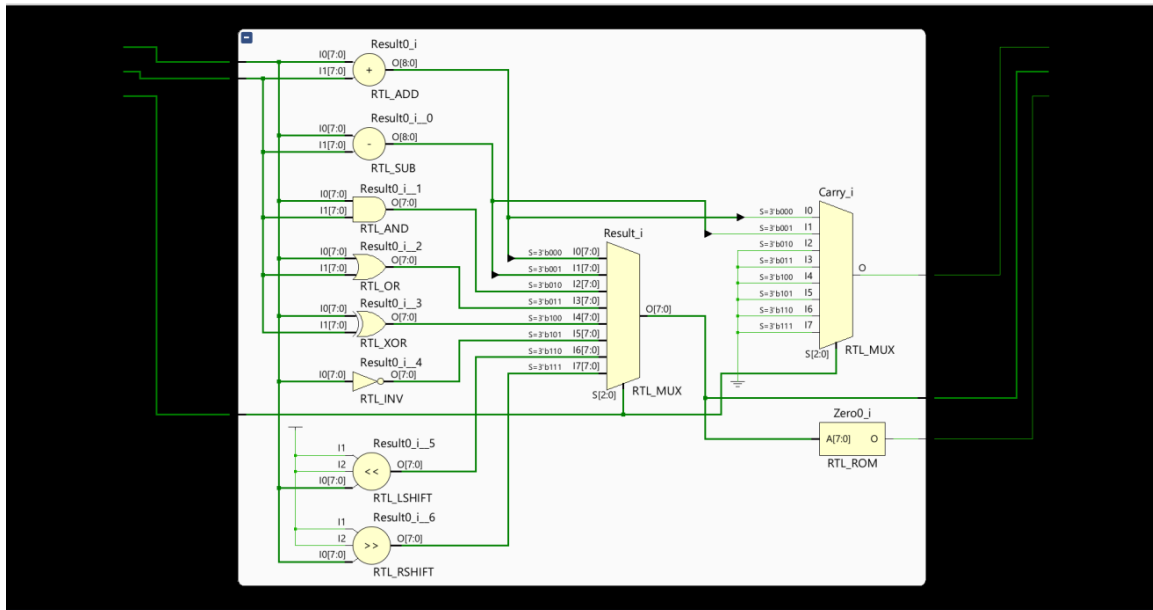 Result0_i
I0[7:0]
I1[7:0]
+
O[8:0]
RTL_ADD
Result0_i__0
I0[7:0]
I1[7:0]
-
O[8:0]
RTL_SUB
Result0_i__1
I0[7:0]
I1[7:0]
O[7:0]
RTL_AND
Result0_i__2
I0[7:0]
I1[7:0]
O[7:0]
RTL_OR
Result0_i__3
I0[7:0]
I1[7:0]
O[7:0]
RTL_XOR
Result0_i__4
I0[7:0]
O[7:0]
RTL_INV
Result0_i__5
I1
I2
I0[7:0]
<<
O[7:0]
RTL_LSHIFT
Result0_i__6
I1
I2
I0[7:0]
>>
O[7:0]
RTL_RSHIFT
Result_i
S=3'b000 I0[7:0]
S=3'b001 I1[7:0]
S=3'b010 I2[7:0]
S=3'b011 I3[7:0]
S=3'b100 I4[7:0]
S=3'b101 I5[7:0]
S=3'b110 I6[7:0]
S=3'b111 I7[7:0]
O[7:0]
S[2:0]
RTL_MUX
Carry_i
S=3'b000 I0
S=3'b001 I1
S=3'b010 I2
S=3'b011 I3
S=3'b100 I4
S=3'b101 I5
S=3'b110 I6
S=3'b111 I7
O
S[2:0]
RTL_MUX
Zero0_i
A[7:0] O
RTL_ROM